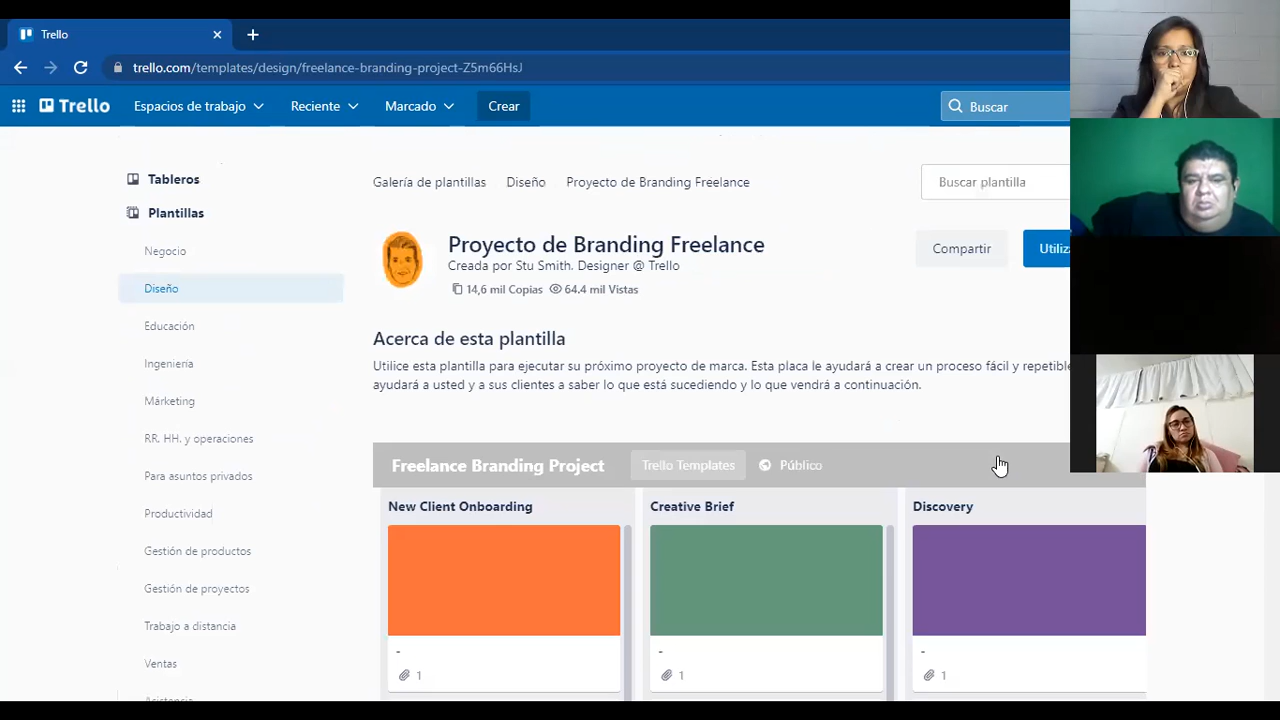 Trello
trello.com/templates/design/freelance-branding-project-Z5m66HsJ
Trello Espacios de trabajo Reciente Marcado Crear Buscar
Tableros
Plantillas
Negocio
Diseño
Educación
Ingeniería
Márketing
RR. HH. y operaciones
Para asuntos privados
Productividad
Gestión de productos
Gestión de proyectos
Trabajo a distancia
Ventas
Asistencia
Galería de plantillas Diseño Proyecto de Branding Freelance Buscar plantilla
Proyecto de Branding Freelance
Creada por Stu Smith. Designer @ Trello
14,6 mil Copias 64.4 mil Vistas
Compartir Utiliz
Acerca de esta plantilla
Utilice esta plantilla para ejecutar su próximo proyecto de marca. Esta placa le ayudará a crear un proceso fácil y repetible
ayudará a usted y a sus clientes a saber lo que está sucediendo y lo que vendrá a continuación.
Freelance Branding Project Trello Templates Público
New Client Onboarding Creative Brief Discovery
- - -
1 1 1